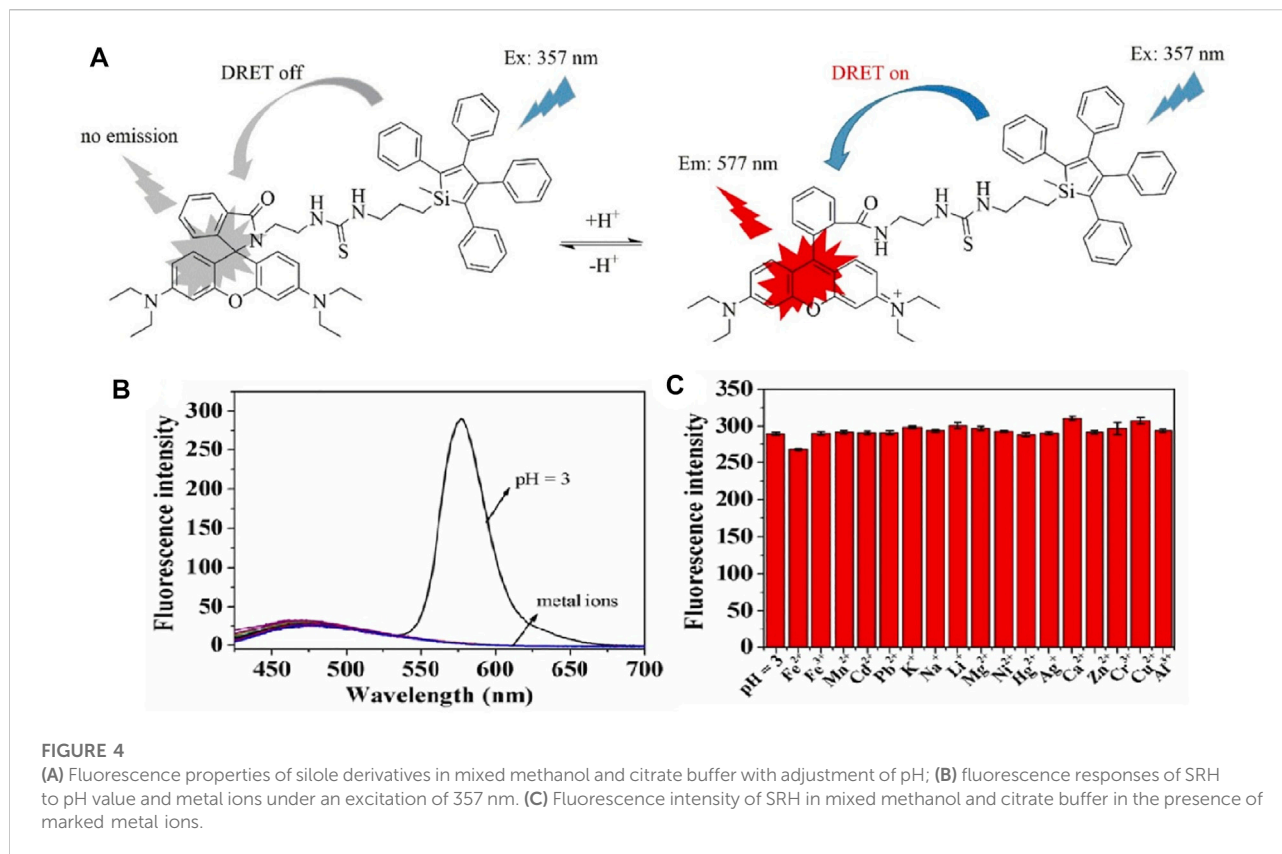 A
DRET off
Ex: 357 nm
no emission
O
N
H
N
S
H
N
Si
N
O
N
+H⁺
-H⁺
DRET on
Ex: 357 nm
Em: 577 nm
O
N
H
H
N
S
H
N
Si
N
O
N⁺
B
Fluorescence intensity
300
250
200
150
100
50
0
pH = 3
metal ions
450 500 550 600 650 700
Wavelength (nm)
C
Fluorescence intensity
350
300
250
200
150
100
50
0
pH = 3 Fe²⁺ Fe³⁺ Mn²⁺ Cd²⁺ Pb²⁺ K⁺ Na⁺ Li⁺ Mg²⁺ Ni²⁺ Hg²⁺ Ag⁺ Ca²⁺ Zn²⁺ Cr³⁺ Cu²⁺ Al³⁺
FIGURE 4
(A) Fluorescence properties of silole derivatives in mixed methanol and citrate buffer with adjustment of pH; (B) fluorescence responses of SRH
to pH value and metal ions under an excitation of 357 nm. (C) Fluorescence intensity of SRH in mixed methanol and citrate buffer in the presence of
marked metal ions.